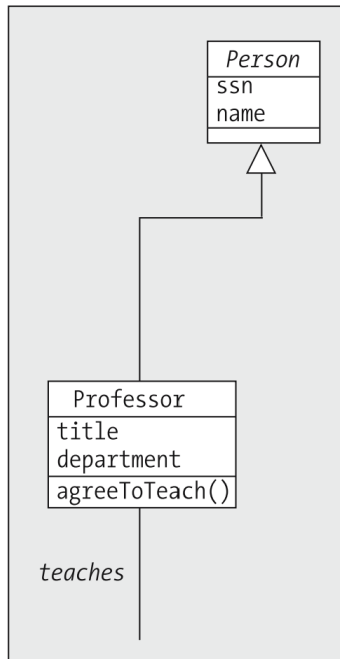 Person
ssn
name
Professor
title
department
agreeToTeach()
teaches